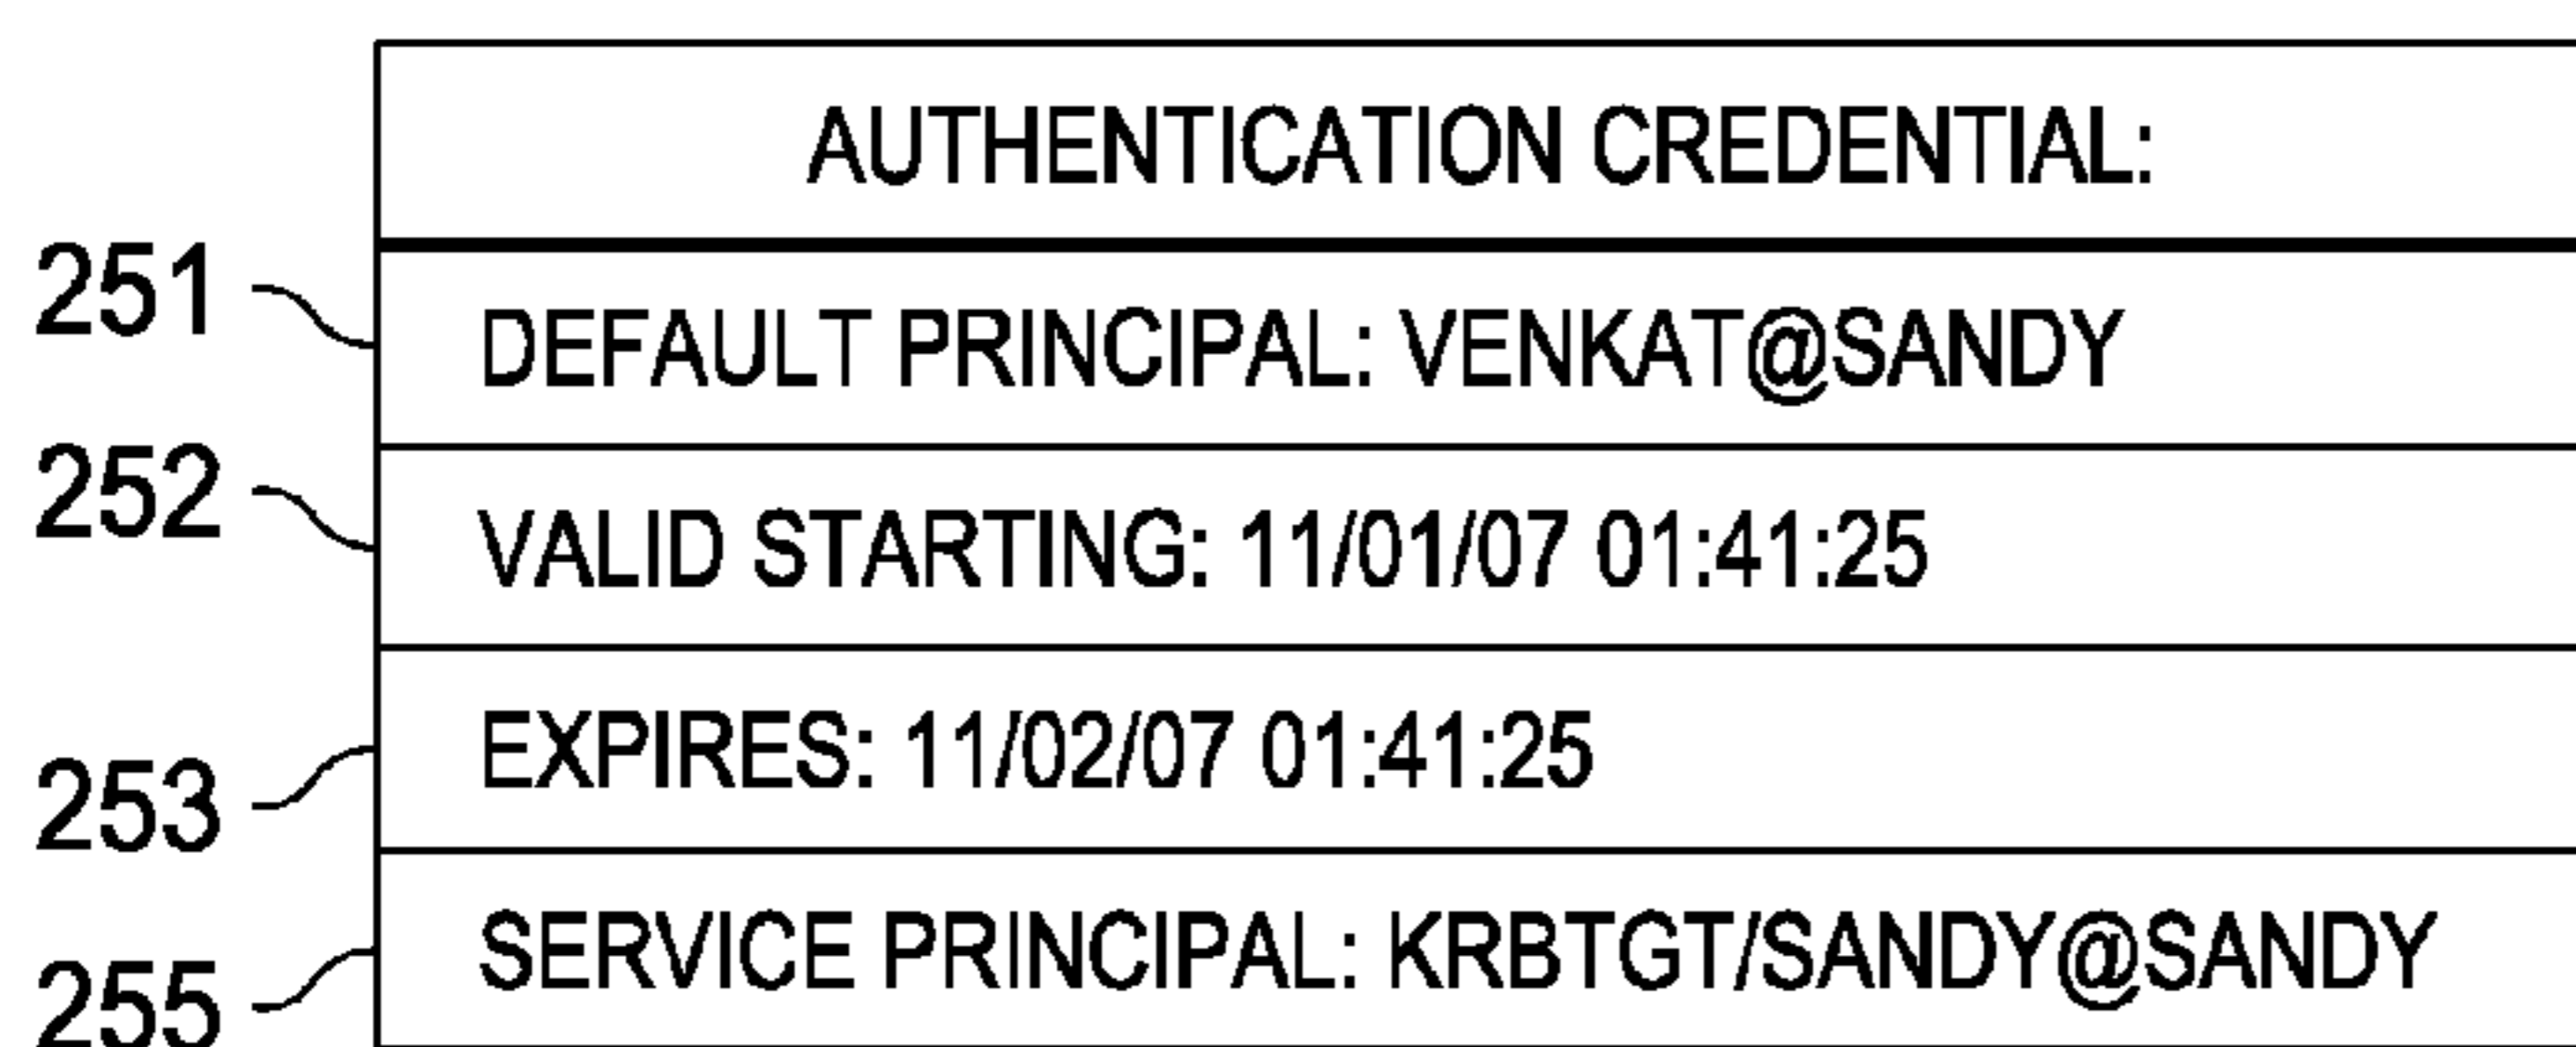 AUTHENTICATION CREDENTIAL:
251 DEFAULT PRINCIPAL: VENKAT@SANDY
252 VALID STARTING: 11/01/07 01:41:25
253 EXPIRES: 11/02/07 01:41:25
255 SERVICE PRINCIPAL: KRBTGT/SANDY@SANDY